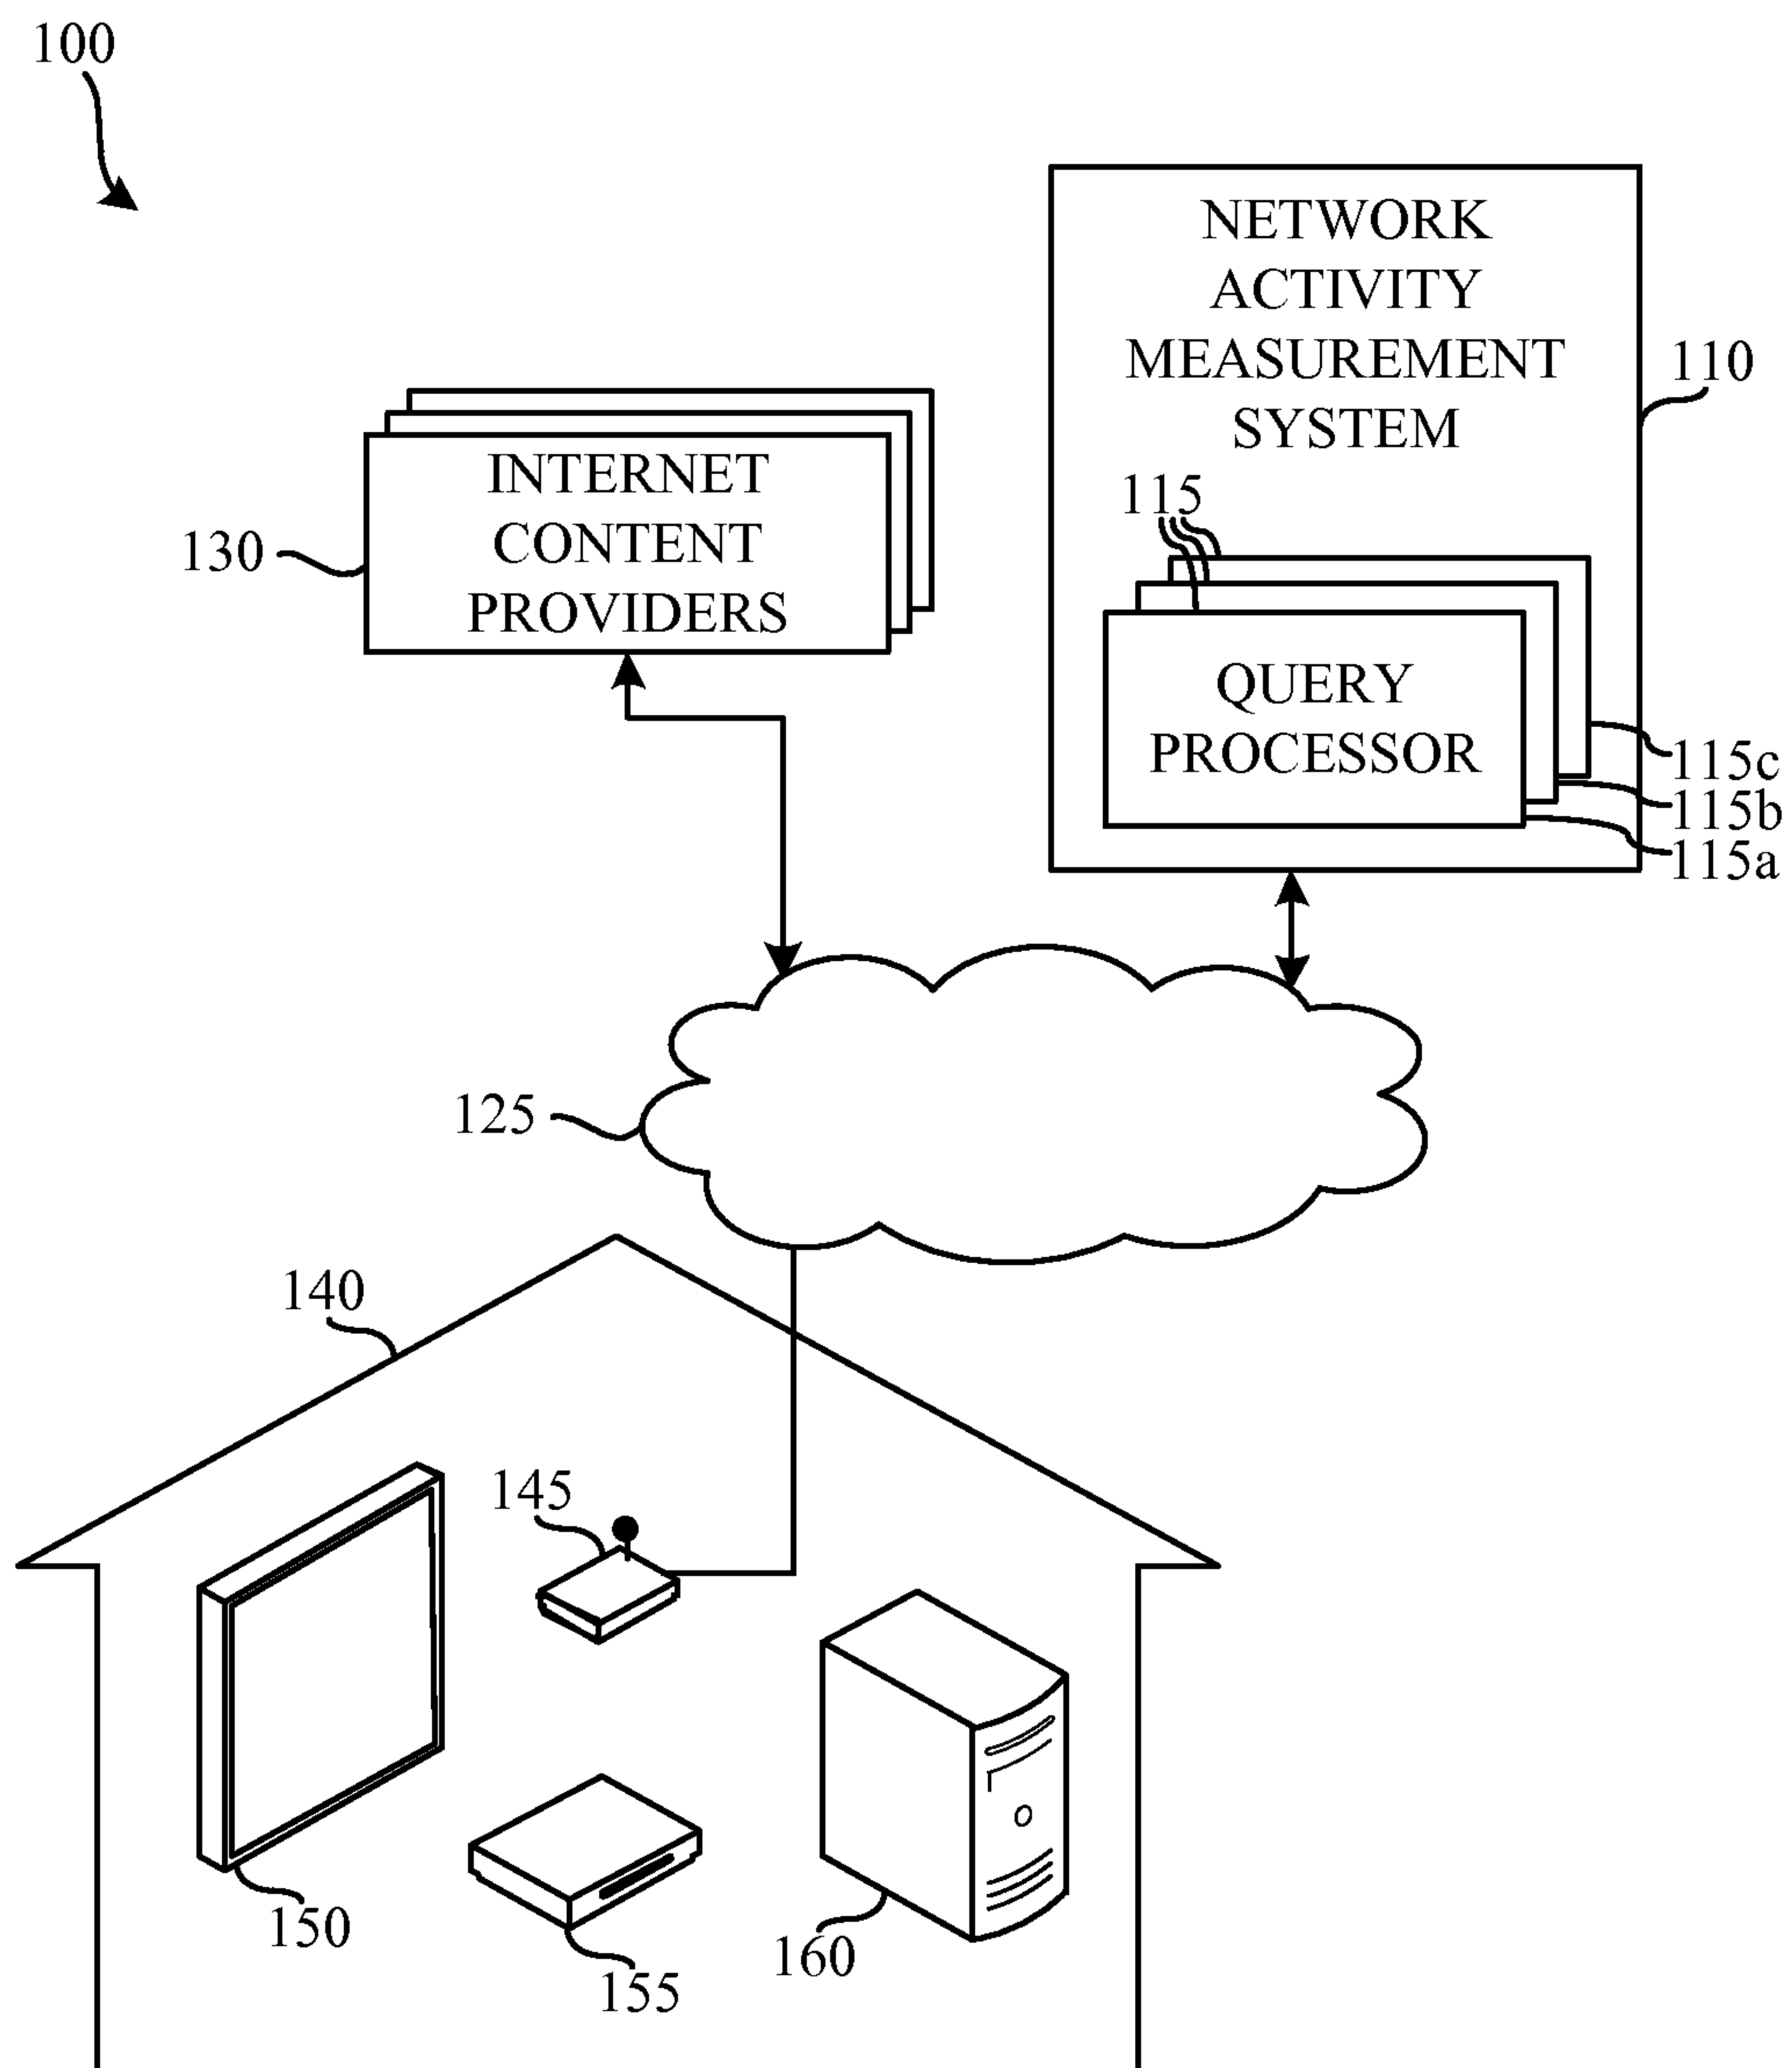 100
NETWORK
ACTIVITY
MEASUREMENT
SYSTEM
110
INTERNET
CONTENT
PROVIDERS
130
115
QUERY
PROCESSOR
115c
115b
115a
125
140
145
150
155
160